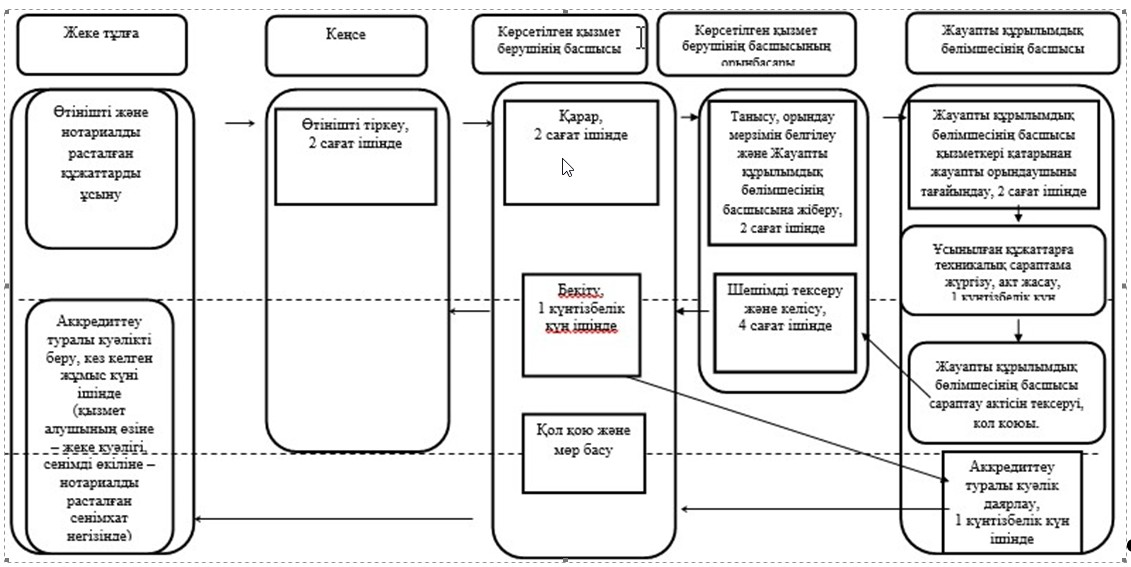 Жеке тұлға
Кеңсе
Көрсетілген қызмет
берушінің басшысы
Көрсетілген қызмет
берушінің басшысының
орынбасары
Жауапты құрылымдық
бөлімшесінің басшысы
Өтінішті және
нотариалды
расталған
құжаттарды
ұсыну
Өтінішті тіркеу,
2 сағат ішінде
Қарар,
2 сағат ішінде
Танысу, орындау
мерзімін белгілеу
және Жауапты
құрылымдық
бөлімшесінің
басшысына жіберу,
2 сағат ішінде
Жауапты құрылымдық
бөлімшесінің басшысы
қызметкері қатарынан
жауапты орындаушыны
тағайындау, 2 сағат ішінде
Ұсынылған құжаттарға
техникалық сараптама
жүргізу, акт жасау,
1 күнтізбелік күн
Бекіту,
1 күнтізбелік
күн ішінде
Шешімді тексеру
және келісу,
4 сағат ішінде
Жауапты құрылымдық
бөлімшесінің басшысы
сараптау актісін тексеруі,
қол қоюы.
Аккредиттеу
туралы куәлікті
беру, кез келген
жұмыс күні
ішінде
(қызмет
алушының өзіне
– жеке куәлігі,
сенімді өкіліне –
нотариалды
расталған
сенімхат
негізінде)
Қол қою және
мөр басу
Аккредиттеу
туралы куәлік
даярлау,
1 күнтізбелік күн
ішінде